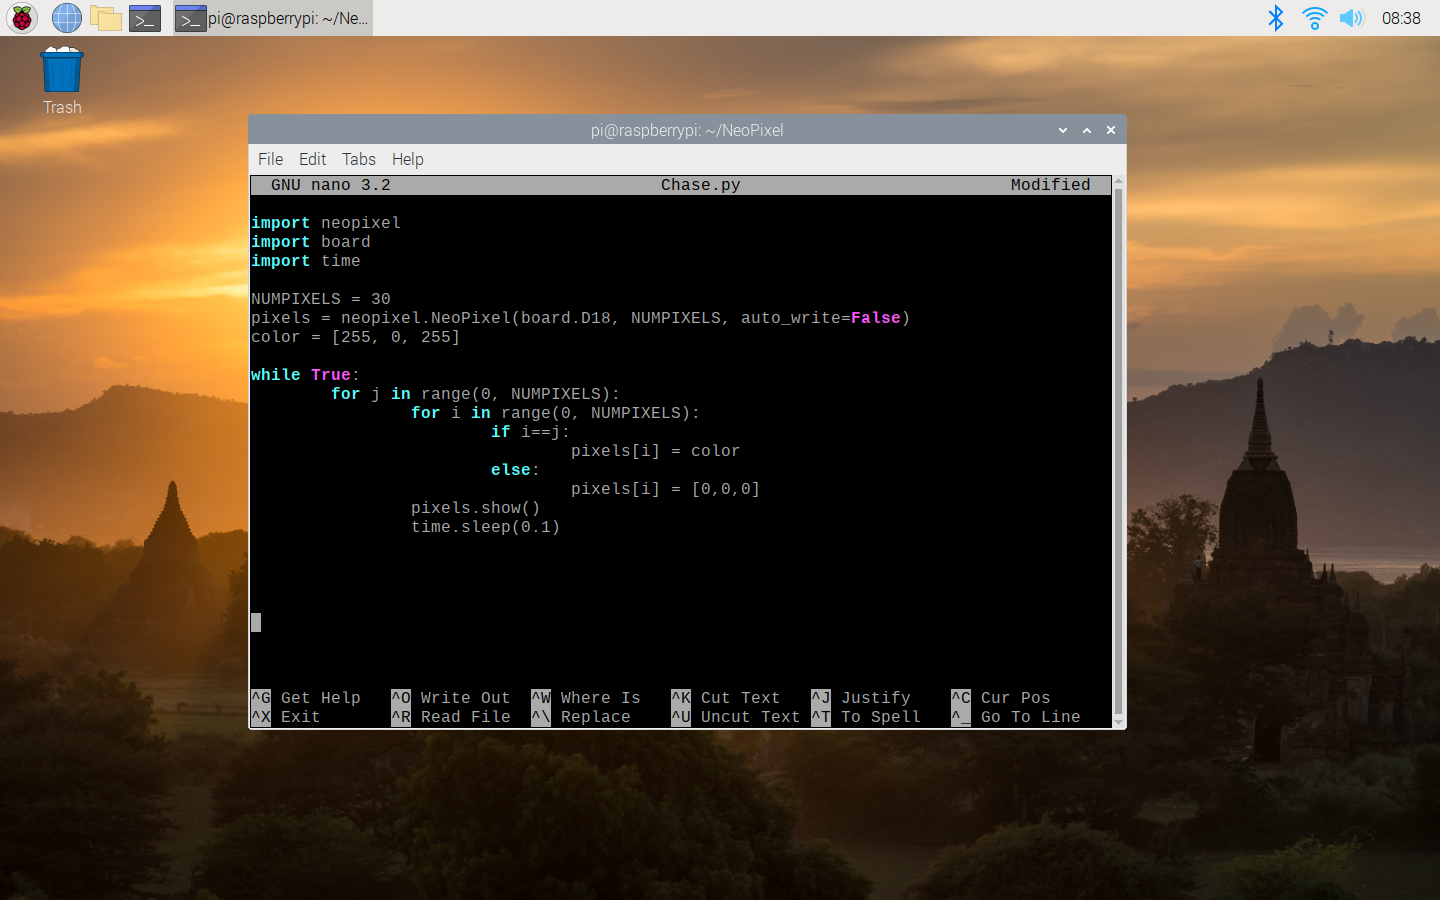 pi@raspberrypi: ~/Ne...
08:38
Trash
pi@raspberrypi: ~/NeoPixel
File Edit Tabs Help
GNU nano 3.2 Chase.py Modified
import neopixel
import board
import time
NUMPIXELS = 30
pixels = neopixel.NeoPixel(board.D18, NUMPIXELS, auto_write=False)
color = [255, 0, 255]
while True:
        for j in range(0, NUMPIXELS):
                for i in range(0, NUMPIXELS):
                        if i==j:
                                pixels[i] = color
                        else:
                                pixels[i] = [0,0,0]
                pixels.show()
                time.sleep(0.1)
^G Get Help ^O Write Out ^W Where Is ^K Cut Text ^J Justify ^C Cur Pos
^X Exit ^R Read File ^\ Replace ^U Uncut Text ^T To Spell ^_ Go To Line